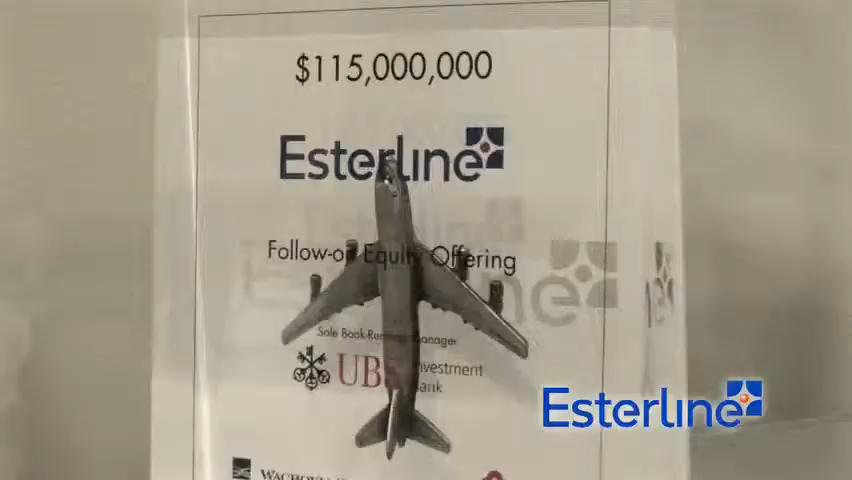 $115,000,000
Esterline
Follow-on Equity Offering
Sole Book-Running Manager
UBS Investment
Bank
Esterline